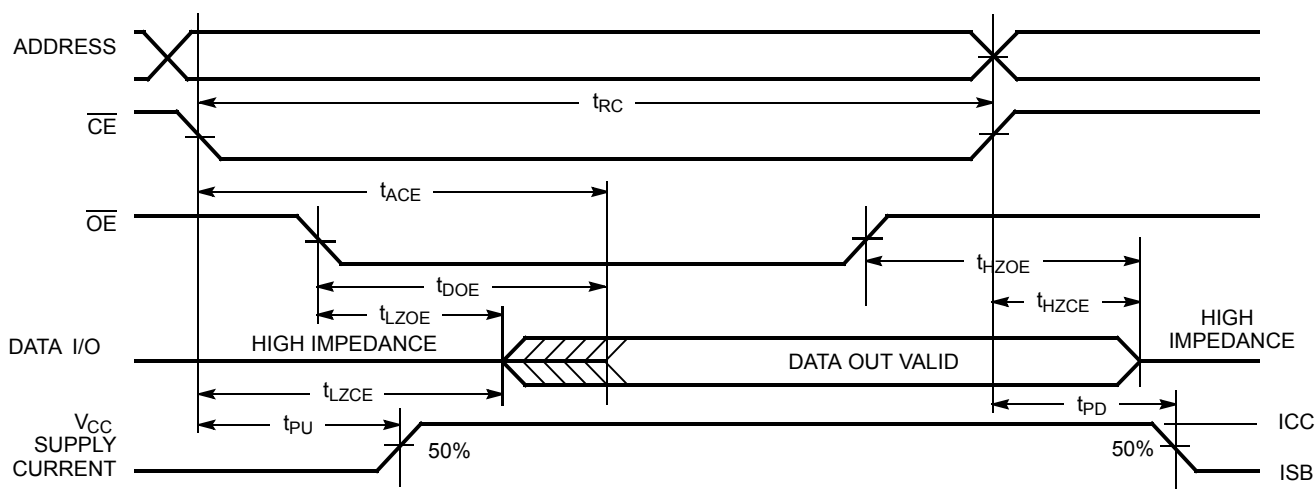 ADDRESS
tRC
CE
tACE
OE
tHZOE
tDOE
tHZCE
tLZOE
HIGH
IMPEDANCE
DATA I/O
HIGH IMPEDANCE
DATA OUT VALID
tLZCE
tPD
VCC
SUPPLY
CURRENT
tPU
50%
50%
ICC
ISB